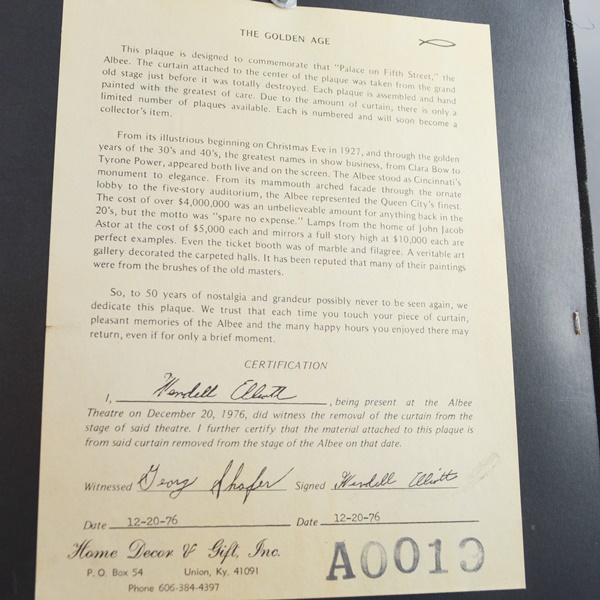 THE GOLDEN AGE
This plaque is designed to commemorate that "Palace on Fifth Street," the
Albee. The curtain attached to the center of the plaque was taken from the grand
old stage just before it was totally destroyed. Each plaque is assembled and hand
painted with the greatest of care. Due to the amount of curtain, there is only a
limited number of plaques available. Each is numbered and will soon become a
collector's item.
From its illustrious beginning on Christmas Eve in 1927, and through the golden
years of the 30's and 40's, the greatest names in show business, from Clara Bow to
Tyrone Power, appeared both live and on the screen. The Albee stood as Cincinnati's
monument to elegance. From its mammouth arched facade through the ornate
lobby to the five-story auditorium, the Albee represented the Queen City's finest.
The cost of over $4,000,000 was an unbelieveable amount for anything back in the
20's, but the motto was "spare no expense." Lamps from the home of John Jacob
Astor at the cost of $5,000 each and mirrors a full story high at $10,000 each are
perfect examples. Even the ticket booth was of marble and filagree. A veritable art
gallery decorated the carpeted halls. It has been reputed that many of their paintings
were from the brushes of the old masters.
So, to 50 years of nostalgia and grandeur possibly never to be seen again, we
dedicate this plaque. We trust that each time you touch your piece of curtain,
pleasant memories of the Albee and the many happy hours you enjoyed there may
return, even if for only a brief moment.
CERTIFICATION
I, Wendell Elliott, being present at the Albee
Theatre on December 20, 1976, did witness the removal of the curtain from the
stage of said theatre. I further certify that the material attached to this plaque is
from said curtain removed from the stage of the Albee on that date.
Witnessed Georg Shafer Signed Wendell Elliott
Date 12-20-76 Date 12-20-76
Home Decor & Gift, Inc.
P. O. Box 54 Union, Ky. 41091
Phone 606-384-4397
A0013